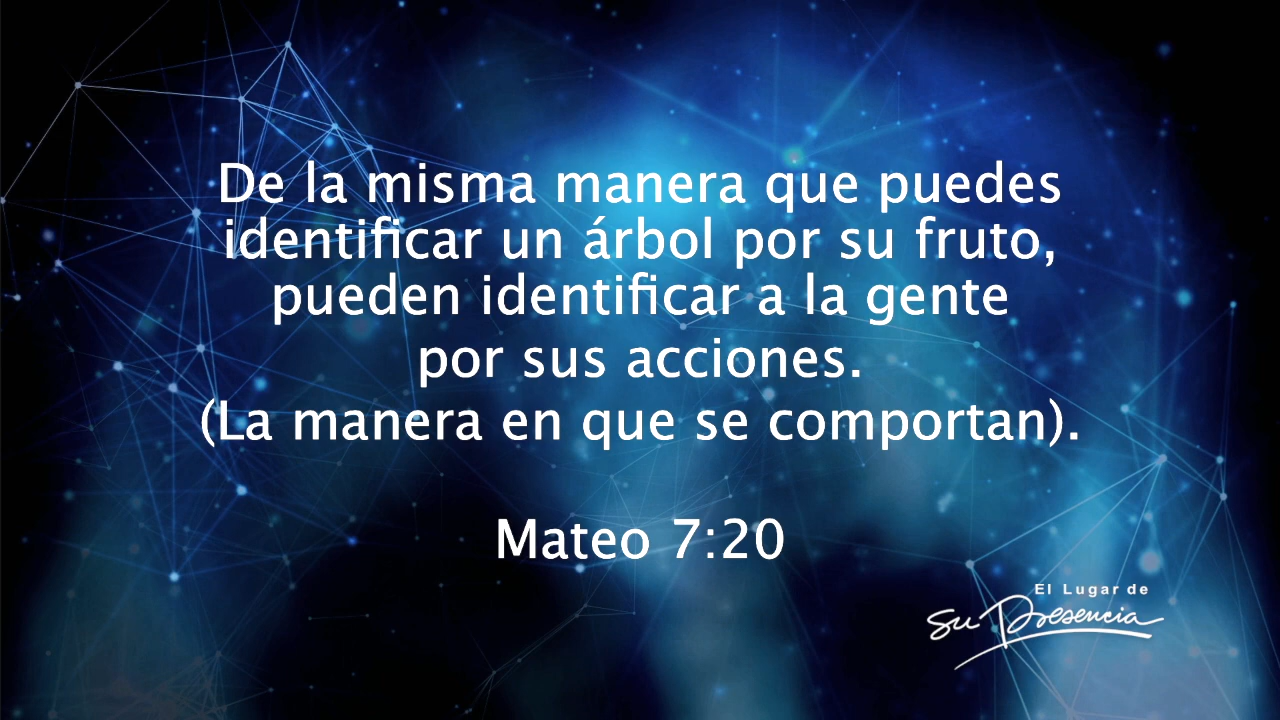 De la misma manera que puedes
identificar un árbol por su fruto,
pueden identificar a la gente
por sus acciones.
(La manera en que se comportan).
Mateo 7:20
El Lugar de
Su Presencia